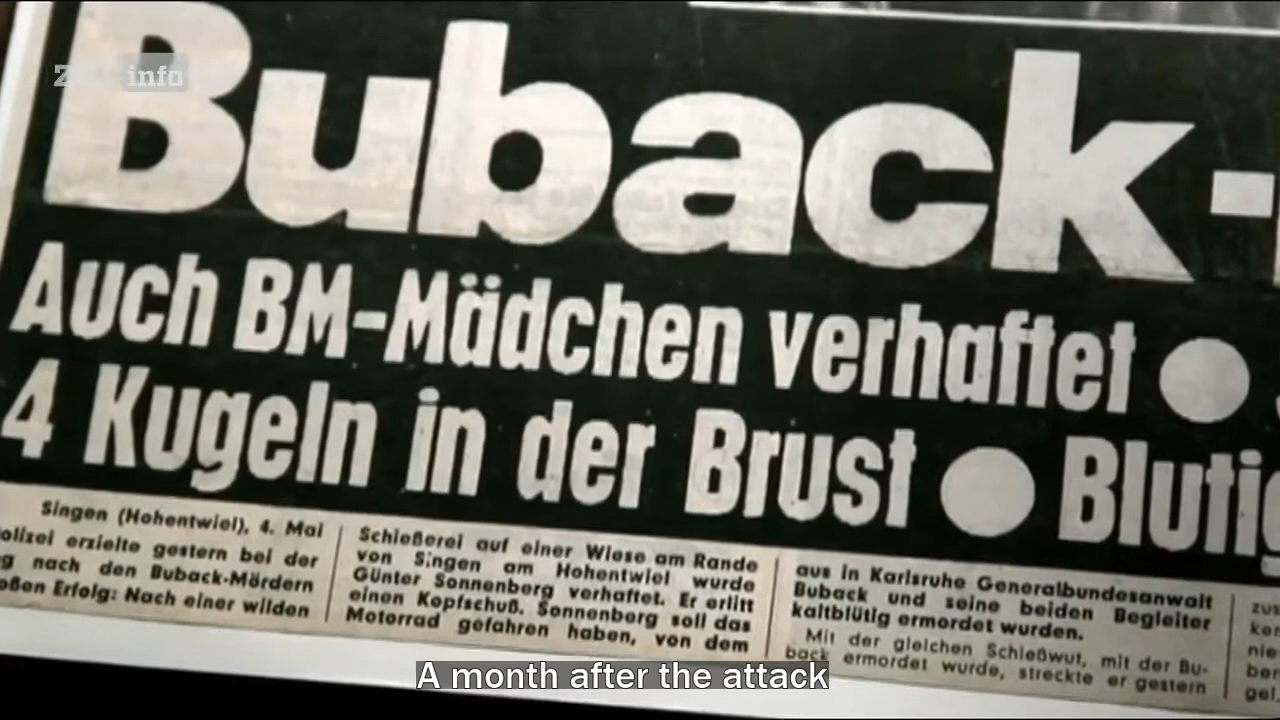 ZDF info
Buback-
Auch BM-Mädchen verhaftet ●
4 Kugeln in der Brust ● Blutig
Singen (Hohentwiel), 4. Mai
olizei erzielte gestern bei der
g nach den Buback-Mördern
oßen Erfolg: Nach einer wilden
Schießerei auf einer Wiese am Rande
von Singen am Hohentwiel wurde
Günter Sonnenberg verhaftet. Er erlitt
einen Kopfschuß. Sonnenberg soll das
Motorrad gefahren haben, von dem
aus in Karlsruhe Generalbundesanwalt
Buback und seine beiden Begleiter
kaltblütig ermordet wurden.
Mit der gleichen Schießwut, mit der Bu-
back ermordet wurde, streckte er gestern
A month after the attack